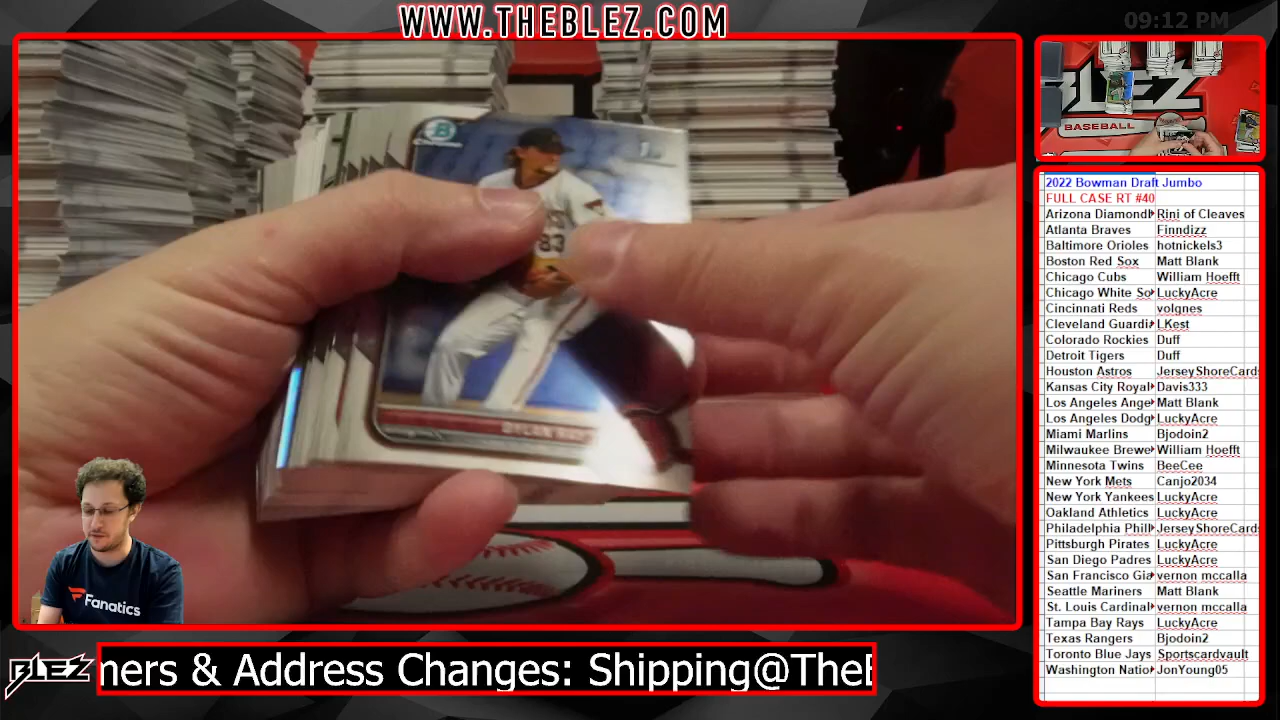 WWW.THEBLEZ.COM
09:12 PM
BLEZ
BASEBALL
83
2022 Bowman Draft Jumbo
FULL CASE RT #40
Arizona Diamondb Rini of Cleaves
Atlanta Braves Finndizz
Baltimore Orioles hotnickels3
Boston Red Sox Matt Blank
Chicago Cubs William Hoefft
Chicago White So LuckyAcre
Cincinnati Reds volgnes
Cleveland Guardi LKest
Colorado Rockies Duff
Detroit Tigers Duff
Houston Astros JerseyShoreCards
Kansas City Royal Davis333
Los Angeles Ange Matt Blank
Los Angeles Dodg LuckyAcre
Miami Marlins Bjodoin2
Milwaukee Brewe William Hoefft
Minnesota Twins BeeCee
New York Mets Canjo2034
New York Yankees LuckyAcre
Oakland Athletics LuckyAcre
Philadelphia Phill JerseyShoreCards
Pittsburgh Pirates LuckyAcre
San Diego Padres LuckyAcre
San Francisco Gia vernon mccalla
Seattle Mariners Matt Blank
St. Louis Cardinal vernon mccalla
Tampa Bay Rays LuckyAcre
Texas Rangers Bjodoin2
Toronto Blue Jays Sportscardvault
Washington Natio JonYoung05
Fanatics
BLEZ
mers & Address Changes: Shipping@TheB